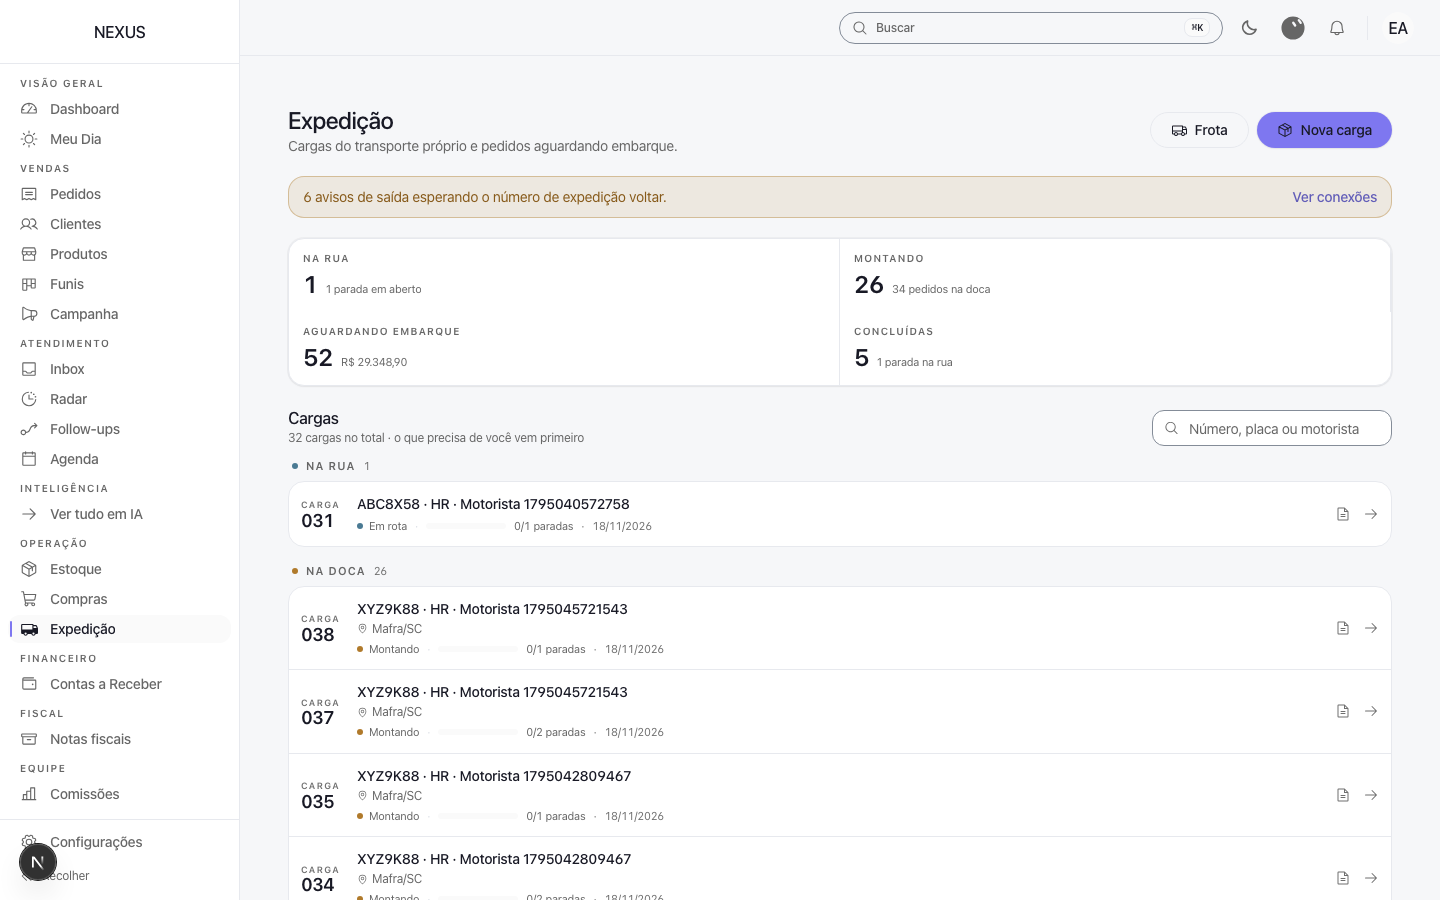 NEXUS
Buscar
⌘K
EA
VISÃO GERAL
Dashboard
Meu Dia
VENDAS
Pedidos
Clientes
Produtos
Funis
Campanha
ATENDIMENTO
Inbox
Radar
Follow-ups
Agenda
INTELIGÊNCIA
Ver tudo em IA
OPERAÇÃO
Estoque
Compras
Expedição
FINANCEIRO
Contas a Receber
FISCAL
Notas fiscais
EQUIPE
Comissões
Configurações
N
ecolher
Expedição
Cargas do transporte próprio e pedidos aguardando embarque.
Frota
Nova carga
6 avisos de saída esperando o número de expedição voltar.
Ver conexões
NA RUA
1 1 parada em aberto
MONTANDO
26 34 pedidos na doca
AGUARDANDO EMBARQUE
52 R$ 29.348,90
CONCLUÍDAS
5 1 parada na rua
Cargas
32 cargas no total · o que precisa de você vem primeiro
Número, placa ou motorista
NA RUA 1
CARGA
031
ABC8X58 · HR · Motorista 1795040572758
Em rota · 0/1 paradas · 18/11/2026
NA DOCA 26
CARGA
038
XYZ9K88 · HR · Motorista 1795045721543
Mafra/SC
Montando · 0/1 paradas · 18/11/2026
CARGA
037
XYZ9K88 · HR · Motorista 1795045721543
Mafra/SC
Montando · 0/2 paradas · 18/11/2026
CARGA
035
XYZ9K88 · HR · Motorista 1795042809467
Mafra/SC
Montando · 0/1 paradas · 18/11/2026
CARGA
034
XYZ9K88 · HR · Motorista 1795042809467
Mafra/SC
Montando · 0/2 paradas · 18/11/2026